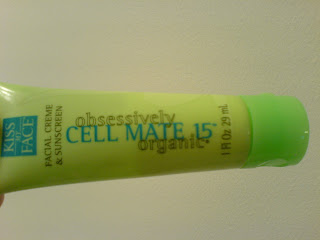 KISS
MY
FACE
FACIAL CREME
& SUNSCREEN
obsessively
CELL MATE 15
organic
1 Fl Oz 29 ml